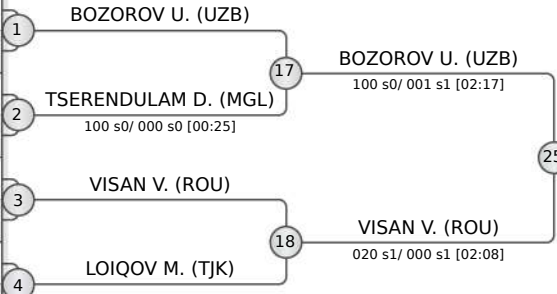 BOZOROV U. (UZB)
1
17
BOZOROV U. (UZB)
100 s0/ 001 s1 [02:17]
TSERENDULAM D. (MGL)
2
100 s0/ 000 s0 [00:25]
25
VISAN V. (ROU)
3
18
VISAN V. (ROU)
020 s1/ 000 s1 [02:08]
LOIQOV M. (TJK)
4